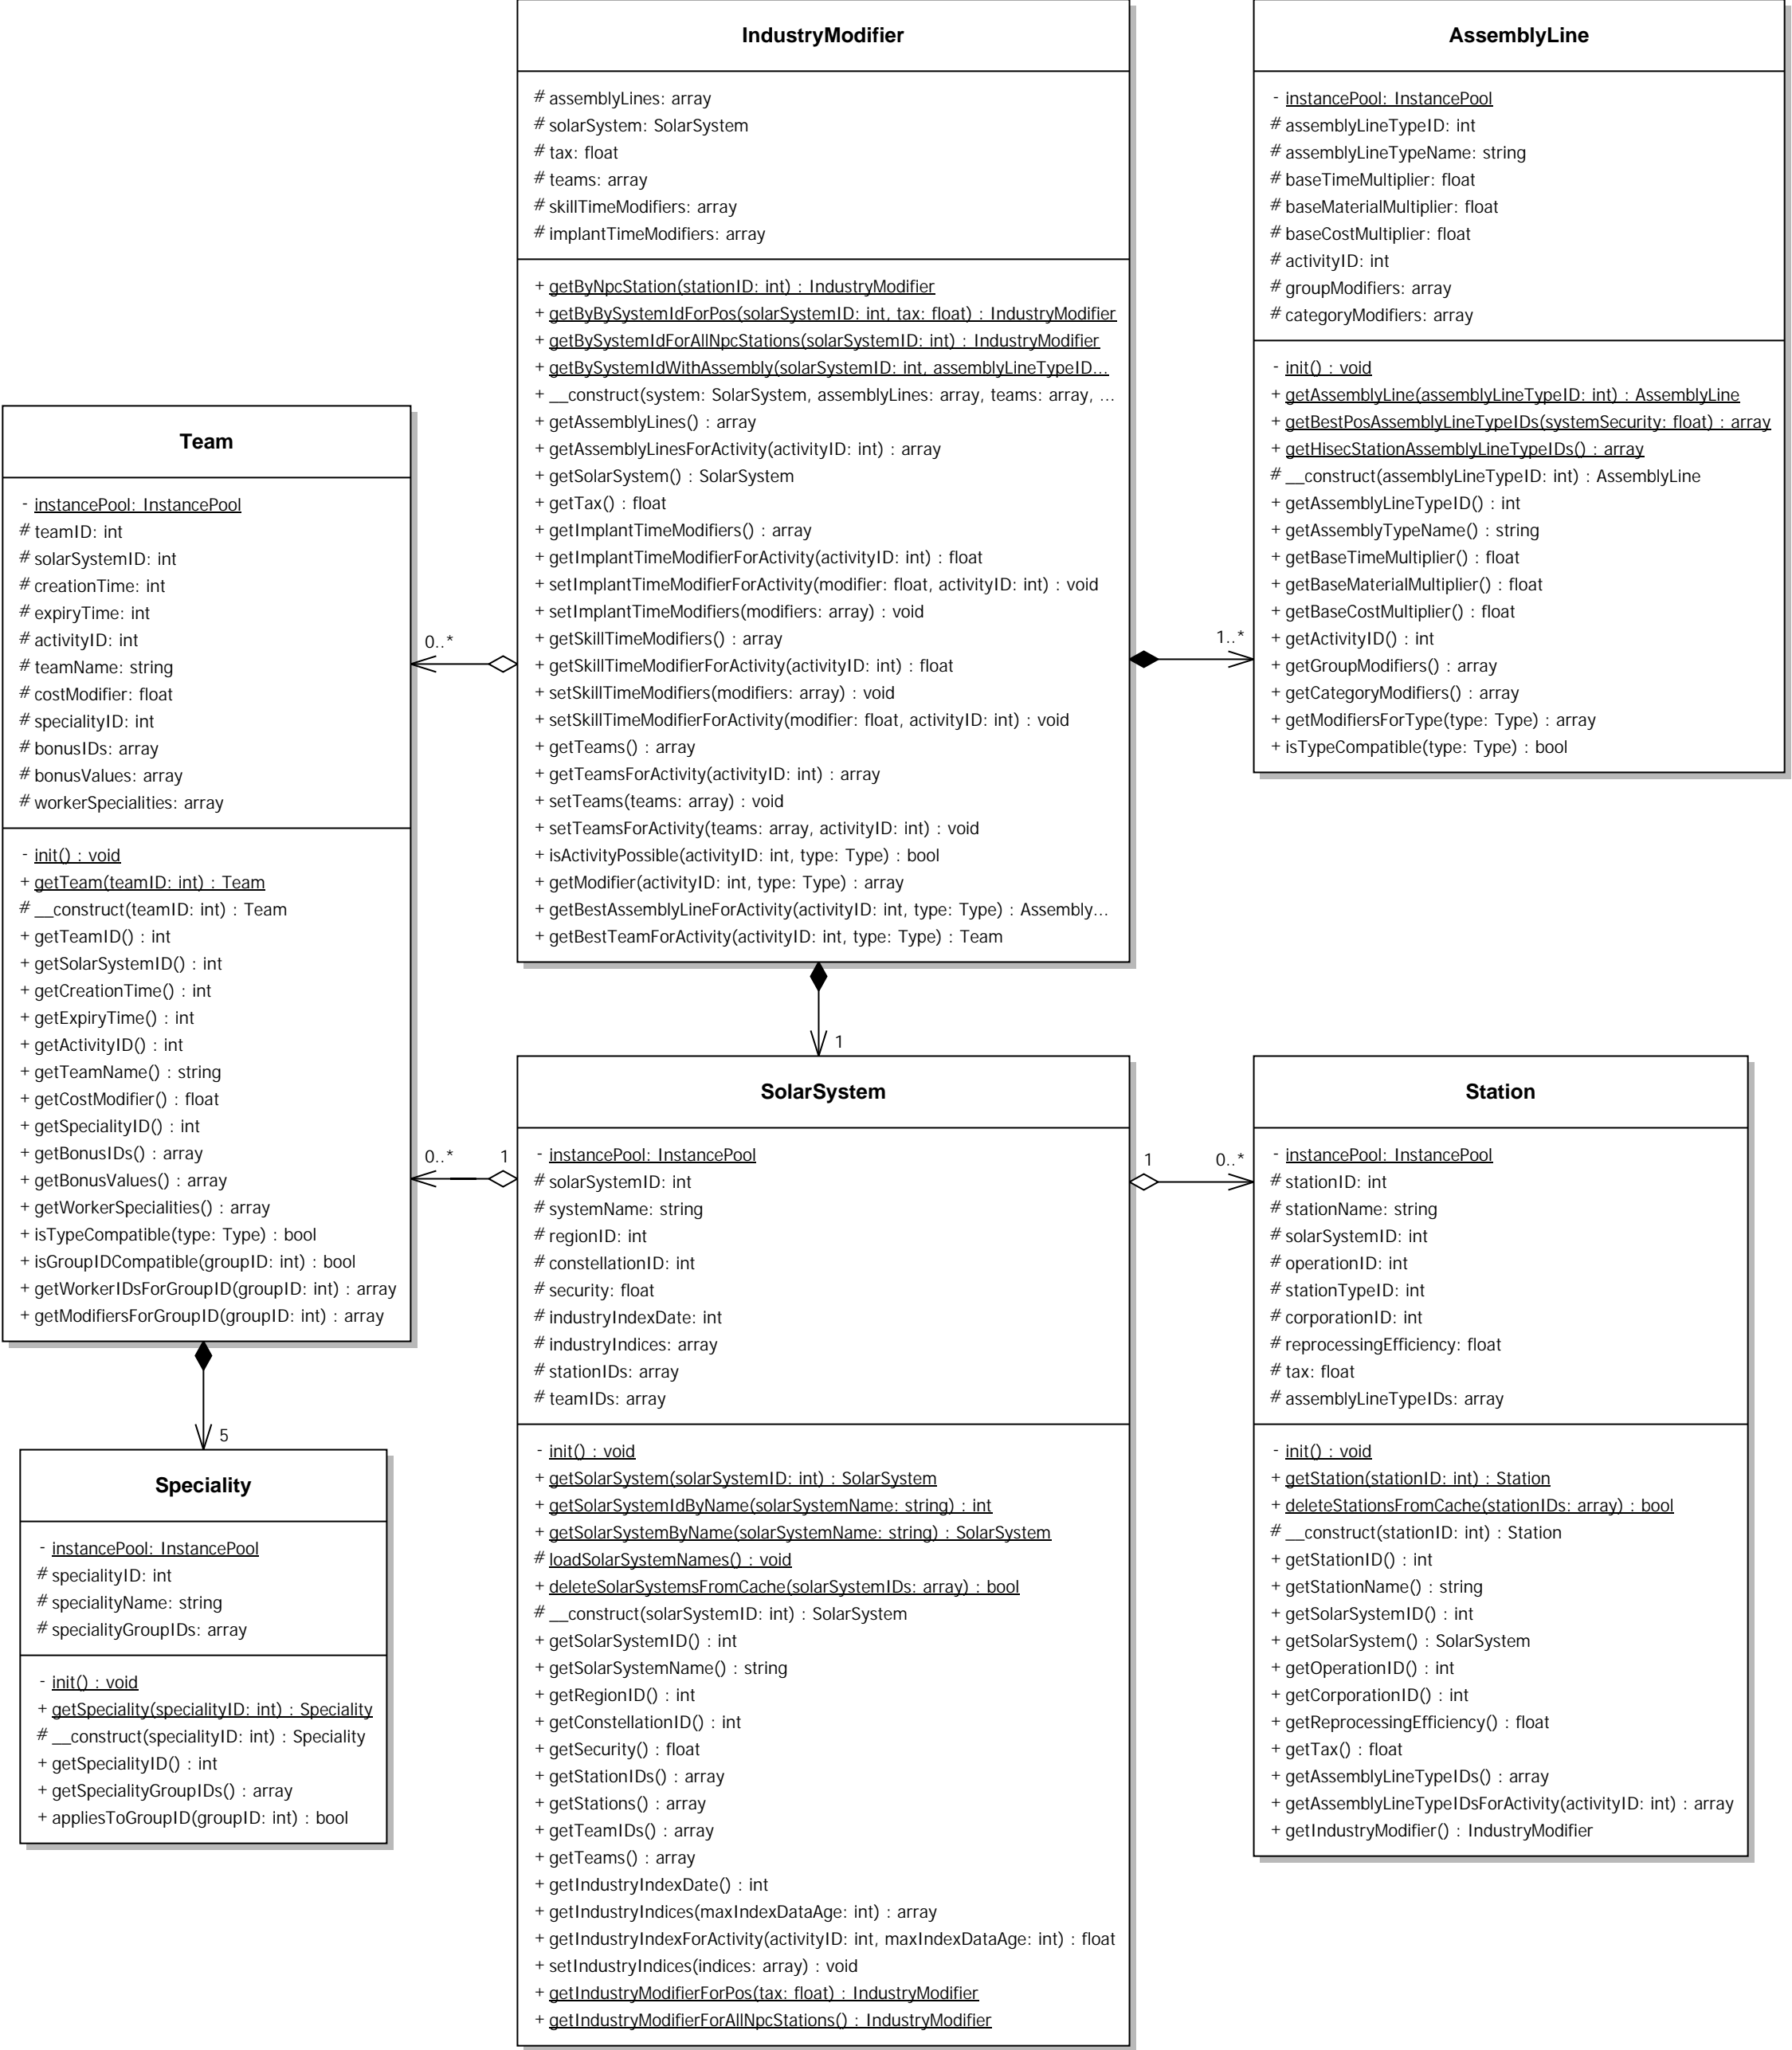 IndustryModifier
# assemblyLines: array
# solarSystem: SolarSystem
# tax: float
# teams: array
# skillTimeModifiers: array
# implantTimeModifiers: array
+ getByNpcStation(stationID: int) : IndustryModifier
+ getByBySystemIdForPos(solarSystemID: int, tax: float) : IndustryModifier
+ getBySystemIdForAllNpcStations(solarSystemID: int) : IndustryModifier
+ getBySystemIdWithAssembly(solarSystemID: int, assemblyLineTypeID...
+ __construct(system: SolarSystem, assemblyLines: array, teams: array, ...
+ getAssemblyLines() : array
+ getAssemblyLinesForActivity(activityID: int) : array
+ getSolarSystem() : SolarSystem
+ getTax() : float
+ getImplantTimeModifiers() : array
+ getImplantTimeModifierForActivity(activityID: int) : float
+ setImplantTimeModifierForActivity(modifier: float, activityID: int) : void
+ setImplantTimeModifiers(modifiers: array) : void
+ getSkillTimeModifiers() : array
+ getSkillTimeModifierForActivity(activityID: int) : float
+ setSkillTimeModifiers(modifiers: array) : void
+ setSkillTimeModifierForActivity(modifier: float, activityID: int) : void
+ getTeams() : array
+ getTeamsForActivity(activityID: int) : array
+ setTeams(teams: array) : void
+ setTeamsForActivity(teams: array, activityID: int) : void
+ isActivityPossible(activityID: int, type: Type) : bool
+ getModifier(activityID: int, type: Type) : array
+ getBestAssemblyLineForActivity(activityID: int, type: Type) : Assembly...
+ getBestTeamForActivity(activityID: int, type: Type) : Team
AssemblyLine
- instancePool: InstancePool
# assemblyLineTypeID: int
# assemblyLineTypeName: string
# baseTimeMultiplier: float
# baseMaterialMultiplier: float
# baseCostMultiplier: float
# activityID: int
# groupModifiers: array
# categoryModifiers: array
- init() : void
+ getAssemblyLine(assemblyLineTypeID: int) : AssemblyLine
+ getBestPosAssemblyLineTypeIDs(systemSecurity: float) : array
+ getHisecStationAssemblyLineTypeIDs() : array
# __construct(assemblyLineTypeID: int) : AssemblyLine
+ getAssemblyLineTypeID() : int
+ getAssemblyTypeName() : string
+ getBaseTimeMultiplier() : float
+ getBaseMaterialMultiplier() : float
+ getBaseCostMultiplier() : float
+ getActivityID() : int
+ getGroupModifiers() : array
+ getCategoryModifiers() : array
+ getModifiersForType(type: Type) : array
+ isTypeCompatible(type: Type) : bool
Team
- instancePool: InstancePool
# teamID: int
# solarSystemID: int
# creationTime: int
# expiryTime: int
# activityID: int
# teamName: string
# costModifier: float
# specialityID: int
# bonusIDs: array
# bonusValues: array
# workerSpecialities: array
- init() : void
+ getTeam(teamID: int) : Team
# __construct(teamID: int) : Team
+ getTeamID() : int
+ getSolarSystemID() : int
+ getCreationTime() : int
+ getExpiryTime() : int
+ getActivityID() : int
+ getTeamName() : string
+ getCostModifier() : float
+ getSpecialityID() : int
+ getBonusIDs() : array
+ getBonusValues() : array
+ getWorkerSpecialities() : array
+ isTypeCompatible(type: Type) : bool
+ isGroupIDCompatible(groupID: int) : bool
+ getWorkerIDsForGroupID(groupID: int) : array
+ getModifiersForGroupID(groupID: int) : array
0..*
1..*
1
0..*
1
1
0..*
5
SolarSystem
- instancePool: InstancePool
# solarSystemID: int
# systemName: string
# regionID: int
# constellationID: int
# security: float
# industryIndexDate: int
# industryIndices: array
# stationIDs: array
# teamIDs: array
- init() : void
+ getSolarSystem(solarSystemID: int) : SolarSystem
+ getSolarSystemIdByName(solarSystemName: string) : int
+ getSolarSystemByName(solarSystemName: string) : SolarSystem
# loadSolarSystemNames() : void
+ deleteSolarSystemsFromCache(solarSystemIDs: array) : bool
# __construct(solarSystemID: int) : SolarSystem
+ getSolarSystemID() : int
+ getSolarSystemName() : string
+ getRegionID() : int
+ getConstellationID() : int
+ getSecurity() : float
+ getStationIDs() : array
+ getStations() : array
+ getTeamIDs() : array
+ getTeams() : array
+ getIndustryIndexDate() : int
+ getIndustryIndices(maxIndexDataAge: int) : array
+ getIndustryIndexForActivity(activityID: int, maxIndexDataAge: int) : float
+ setIndustryIndices(indices: array) : void
+ getIndustryModifierForPos(tax: float) : IndustryModifier
+ getIndustryModifierForAllNpcStations() : IndustryModifier
Station
- instancePool: InstancePool
# stationID: int
# stationName: string
# solarSystemID: int
# operationID: int
# stationTypeID: int
# corporationID: int
# reprocessingEfficiency: float
# tax: float
# assemblyLineTypeIDs: array
- init() : void
+ getStation(stationID: int) : Station
+ deleteStationsFromCache(stationIDs: array) : bool
# __construct(stationID: int) : Station
+ getStationID() : int
+ getStationName() : string
+ getSolarSystemID() : int
+ getSolarSystem() : SolarSystem
+ getOperationID() : int
+ getCorporationID() : int
+ getReprocessingEfficiency() : float
+ getTax() : float
+ getAssemblyLineTypeIDs() : array
+ getAssemblyLineTypeIDsForActivity(activityID: int) : array
+ getIndustryModifier() : IndustryModifier
Speciality
- instancePool: InstancePool
# specialityID: int
# specialityName: string
# specialityGroupIDs: array
- init() : void
+ getSpeciality(specialityID: int) : Speciality
# __construct(specialityID: int) : Speciality
+ getSpecialityID() : int
+ getSpecialityGroupIDs() : array
+ appliesToGroupID(groupID: int) : bool